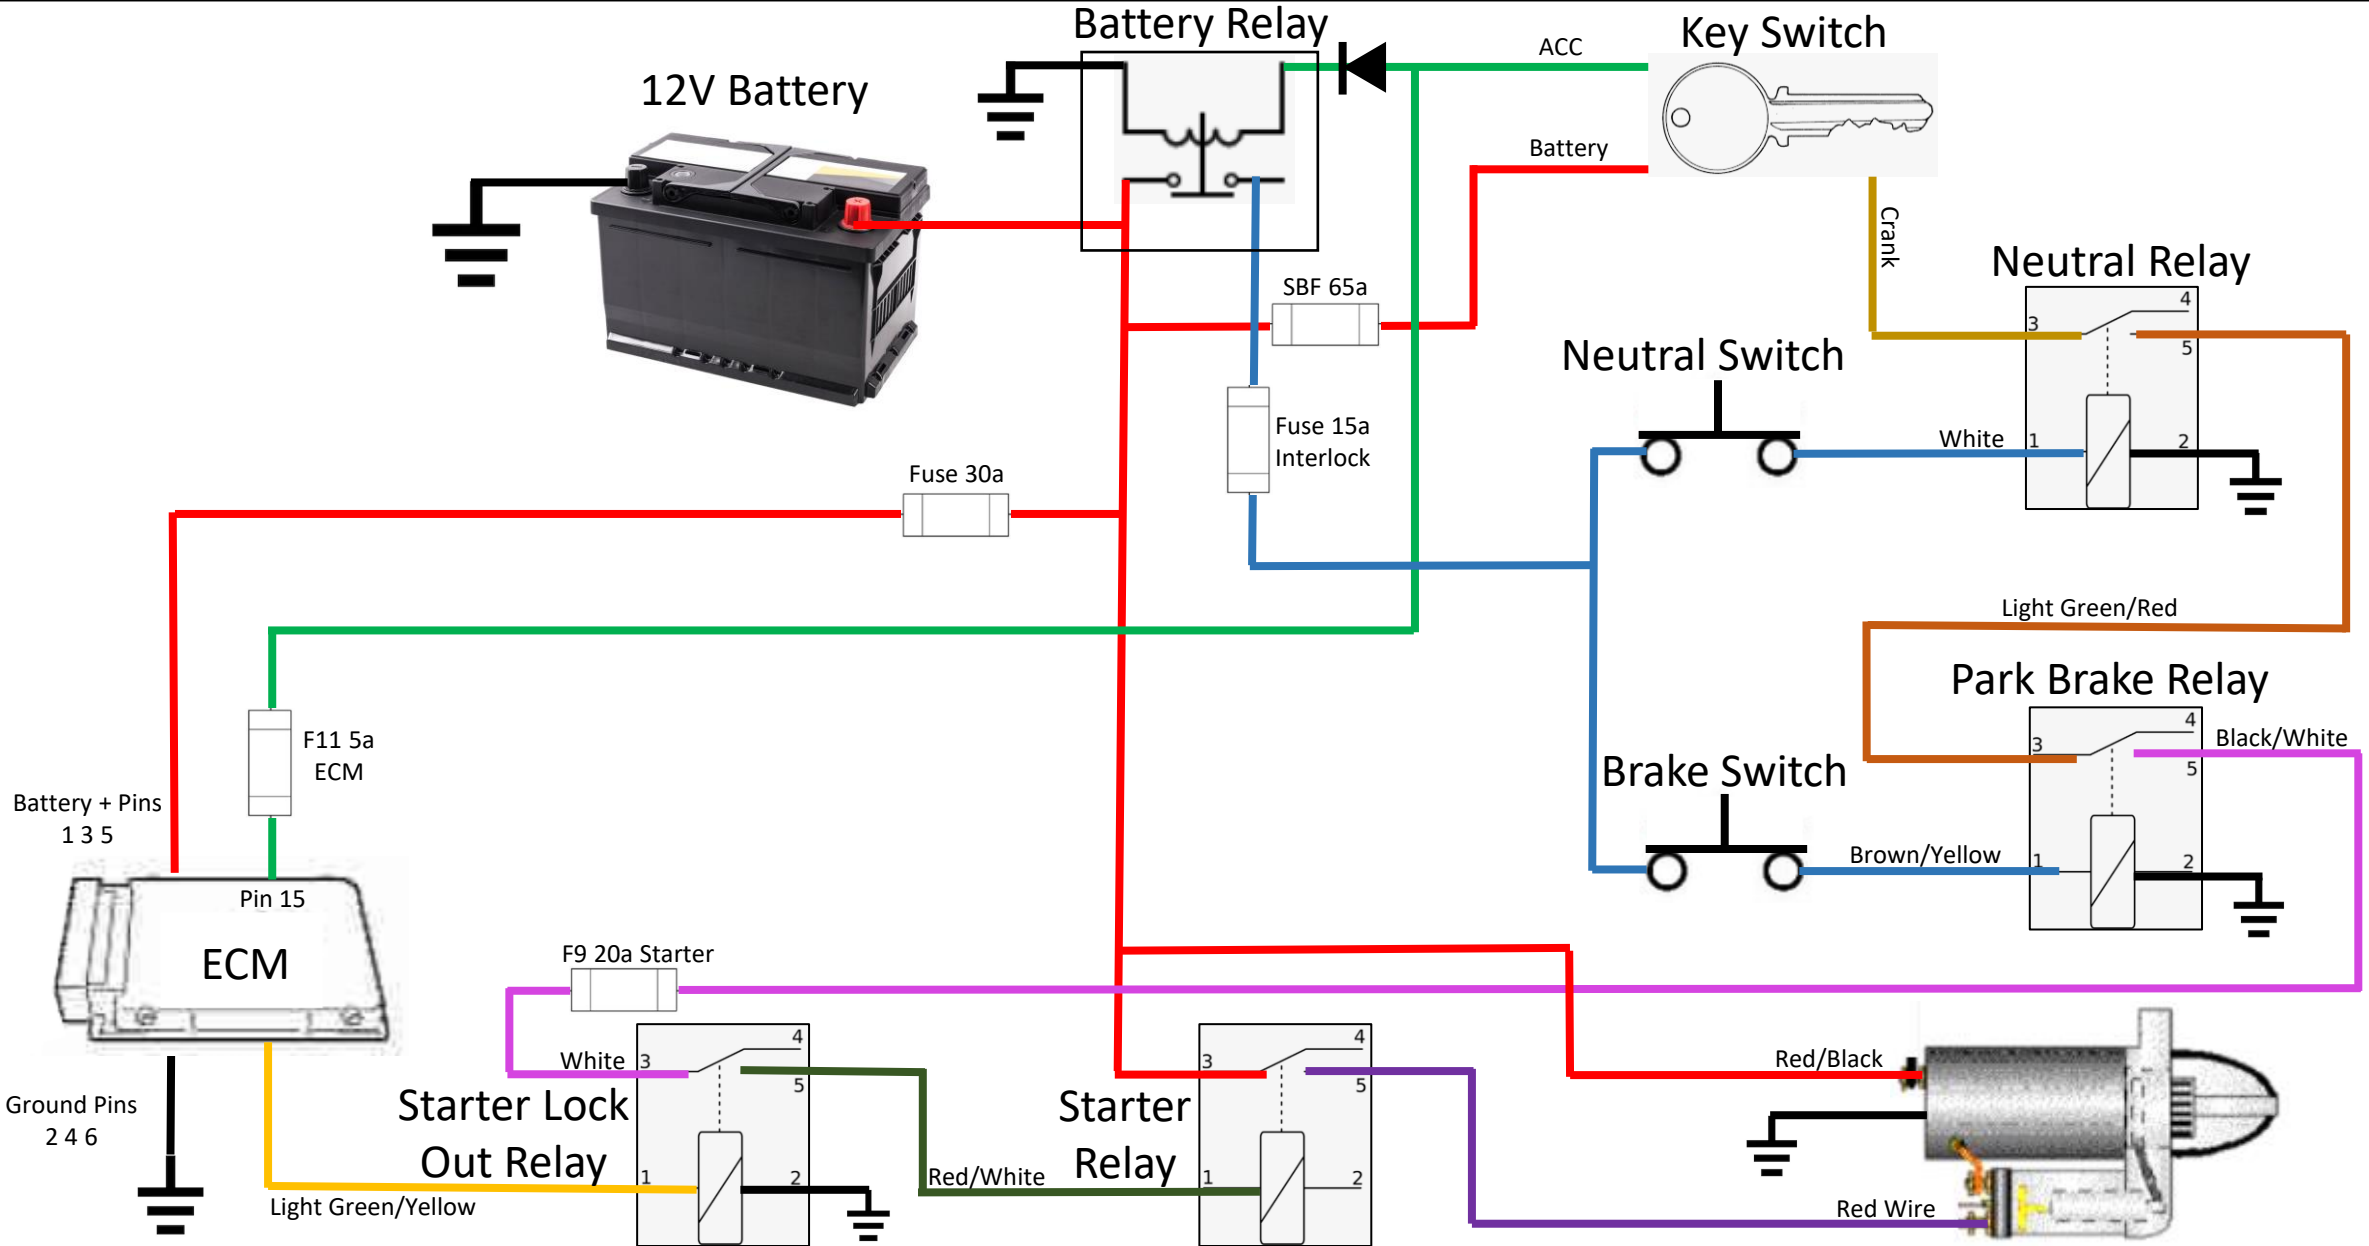 Battery Relay
Key Switch
ACC
12V Battery
Battery
Crank
Neutral Relay
SBF 65a
4
3
5
Neutral Switch
Fuse 15a
Interlock
White
1
2
Fuse 30a
Light Green/Red
Park Brake Relay
4
Black/White
3
5
F11 5a
ECM
Brake Switch
Battery + Pins
1 3 5
Brown/Yellow
1
2
Pin 15
ECM
F9 20a Starter
4
4
White
3
3
Red/Black
5
5
Ground Pins
2 4 6
Starter Lock
Out Relay
Starter
Relay
1
2
Red/White
1
2
Light Green/Yellow
Red Wire